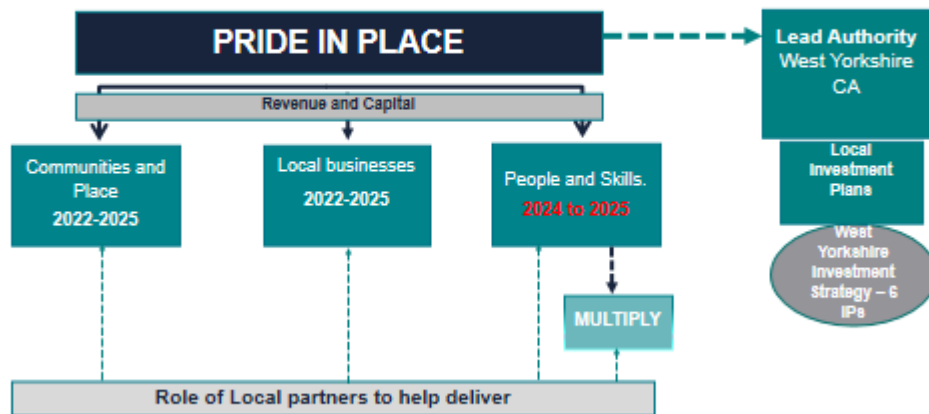 PRIDE IN PLACE
Lead Authority
West Yorkshire
CA
Revenue and Capital
Communities and
Place
2022-2025
Local businesses
2022-2025
People and Skills.
2024 to 2025
Local
Investment
Plans
West
Yorkshire
Investment
Strategy – 6
IPs
MULTIPLY
Role of Local partners to help deliver